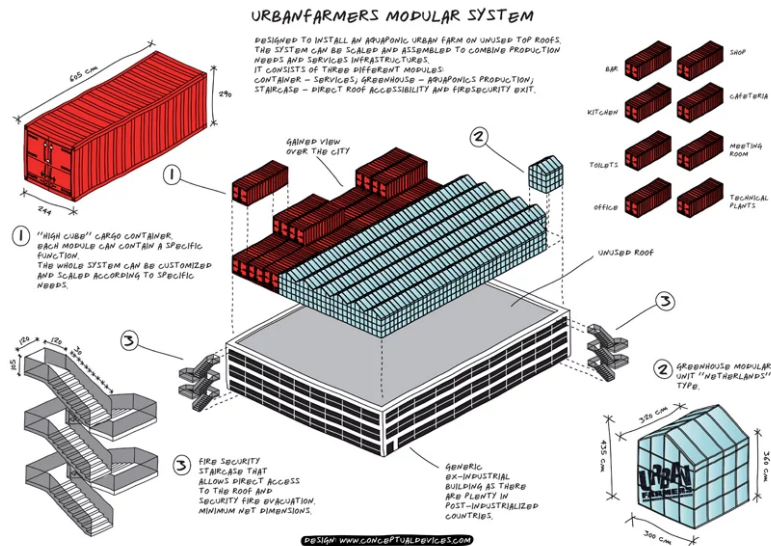 URBANFARMERS MODULAR SYSTEM
DESIGNED TO INSTALL AN AQUAPONIC URBAN FARM ON UNUSED TOP ROOFS.
THE SYSTEM CAN BE SCALED AND ASSEMBLED TO COMBINE PRODUCTION
NEEDS AND SERVICES INFRASTRUCTURES.
IT CONSISTS OF THREE DIFFERENT MODULES:
CONTAINER – SERVICES; GREENHOUSE – AQUAPONICS PRODUCTION;
STAIRCASE – DIRECT ROOF ACCESSIBILITY AND FIRESECURITY EXIT.
605 cm
290
244
1
"HIGH CUBE" CARGO CONTAINER.
EACH MODULE CAN CONTAIN A SPECIFIC
FUNCTION.
THE WHOLE SYSTEM CAN BE CUSTOMIZED
AND SCALED ACCORDING TO SPECIFIC
NEEDS.
1
GAINED VIEW
OVER THE CITY
2
BAR
SHOP
KITCHEN
CAFETERIA
TOILETS
MEETING
ROOM
OFFICE
TECHNICAL
PLANTS
UNUSED ROOF
3
3
120
120
30
105
3
FIRE SECURITY
STAIRCASE THAT
ALLOWS DIRECT ACCESS
TO THE ROOF AND
SECURITY FIRE EVACUATION.
MINIMUM NET DIMENSIONS.
GENERIC
EX-INDUSTRIAL
BUILDING AS THERE
ARE PLENTY IN
POST-INDUSTRIALIZED
COUNTRIES.
2
GREENHOUSE MODULAR
UNIT "NETHERLANDS"
TYPE.
320 cm
435 cm
360 cm
300 cm
URBAN
FARMERS
DESIGN: WWW.CONCEPTUALDEVICES.COM